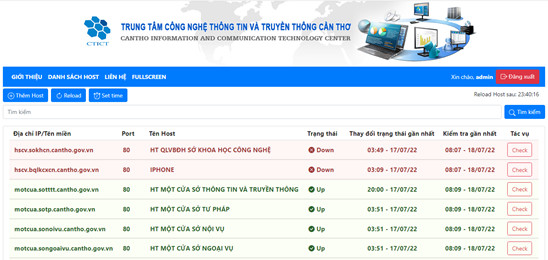 CTICT
TRUNG TÂM CÔNG NGHỆ THÔNG TIN VÀ TRUYỀN THÔNG CẦN THƠ
CANTHO INFORMATION AND COMMUNICATION TECHNOLOGY CENTER
GIỚI THIỆU DANH SÁCH HOST LIÊN HỆ FULLSCREEN Xin chào, admin Đăng xuất
Thêm Host Reload Set time Reload Host sau: 23:40:16
Tìm kiếm Tìm kiếm
Địa chỉ IP/Tên miền Port Tên Host Trạng thái Thay đổi trạng thái gần nhất Kiểm tra gần nhất Tác vụ
hscv.sokhcn.cantho.gov.vn 80 HT QLVBĐH SỞ KHOA HỌC CÔNG NGHỆ Down 03:49 - 17/07/22 08:07 - 18/07/22 Check
hscv.bqlkcxcn.cantho.gov.vn 80 IPHONE Down 03:09 - 17/07/22 08:07 - 18/07/22 Check
motcua.sotttt.cantho.gov.vn 80 HT MỘT CỬA SỞ THÔNG TIN VÀ TRUYỀN THÔNG Up 20:00 - 17/07/22 08:09 - 18/07/22 Check
motcua.sotp.cantho.gov.vn 80 HT MỘT CỬA SỞ TƯ PHÁP Up 03:51 - 17/07/22 08:09 - 18/07/22 Check
motcua.sonoivu.cantho.gov.vn 80 HT MỘT CỬA SỞ NỘI VỤ Up 03:51 - 17/07/22 08:09 - 18/07/22 Check
motcua.songoaivu.cantho.gov.vn 80 HT MỘT CỬA SỞ NGOẠI VỤ Up 03:51 - 17/07/22 08:09 - 18/07/22 Check